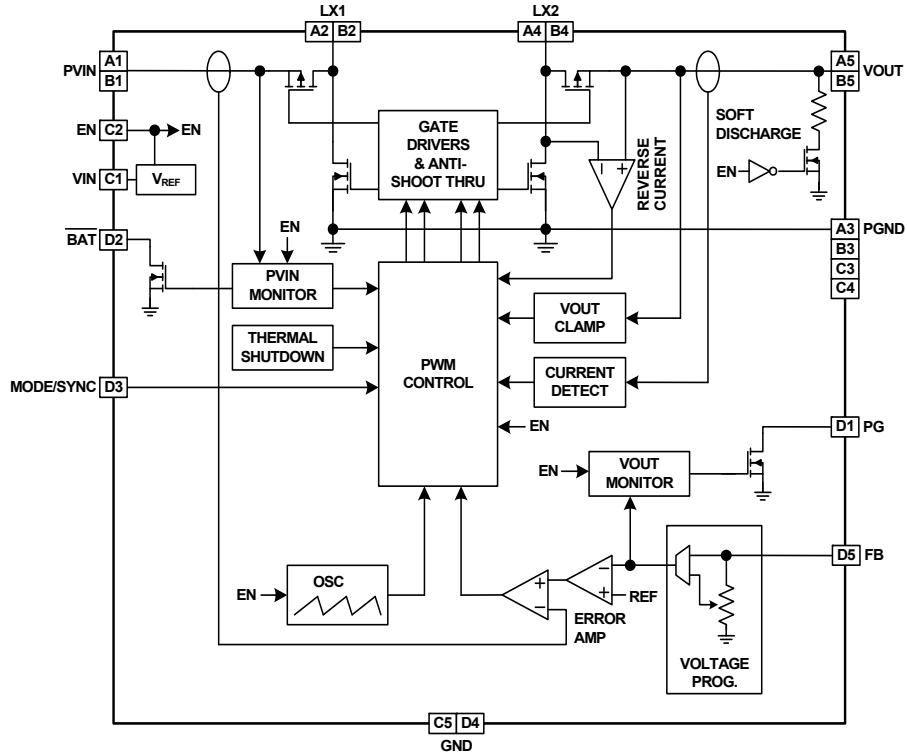 LX1
LX2
A2 B2
A4 B4
PVIN
A1
B1
A5
B5
VOUT
EN
C2
EN
VIN
C1
VREF
GATE
DRIVERS
& ANTI-
SHOOT THRU
REVERSE
CURRENT
SOFT
DISCHARGE
EN
BAT
D2
EN
A3
PGND
B3
C3
C4
PVIN
MONITOR
THERMAL
SHUTDOWN
PWM
CONTROL
VOUT
CLAMP
CURRENT
DETECT
MODE/SYNC
D3
EN
D1
PG
EN
VOUT
MONITOR
D5
FB
EN
OSC
REF
ERROR
AMP
VOLTAGE
PROG.
C5 D4
GND